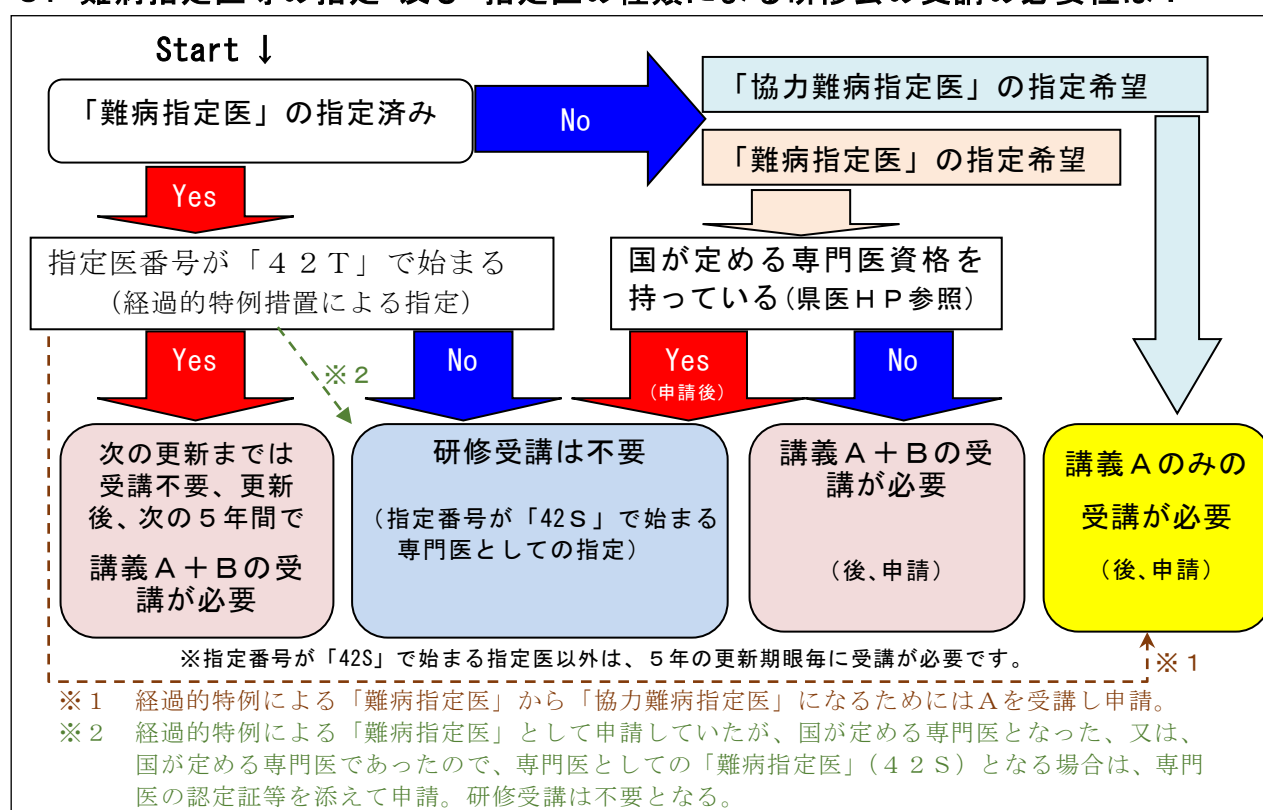 Start ↓
「難病指定医」の指定済み
No
「協力難病指定医」の指定希望
「難病指定医」の指定希望
Yes
指定医番号が「４２Ｔ」で始まる
（経過的特例措置による指定）
国が定める専門医資格を
持っている（県医ＨＰ参照）
Yes
※２
No
Yes
（申請後）
No
次の更新までは
受講不要、更新
後、次の５年間で
講義Ａ＋Ｂの受
講が必要
研修受講は不要
（指定番号が「42Ｓ」で始まる
専門医としての指定）
講義Ａ＋Ｂの受
講が必要
（後、申請）
講義Ａのみの
受講が必要
（後、申請）
※指定番号が「42S」で始まる指定医以外は、５年の更新期眼毎に受講が必要です。
※１
※１　経過的特例による「難病指定医」から「協力難病指定医」になるためにはＡを受講し申請。
※２　経過的特例による「難病指定医」として申請していたが、国が定める専門医となった、又は、
国が定める専門医であったので、専門医としての「難病指定医」（４２Ｓ）となる場合は、専門
医の認定証等を添えて申請。研修受講は不要となる。